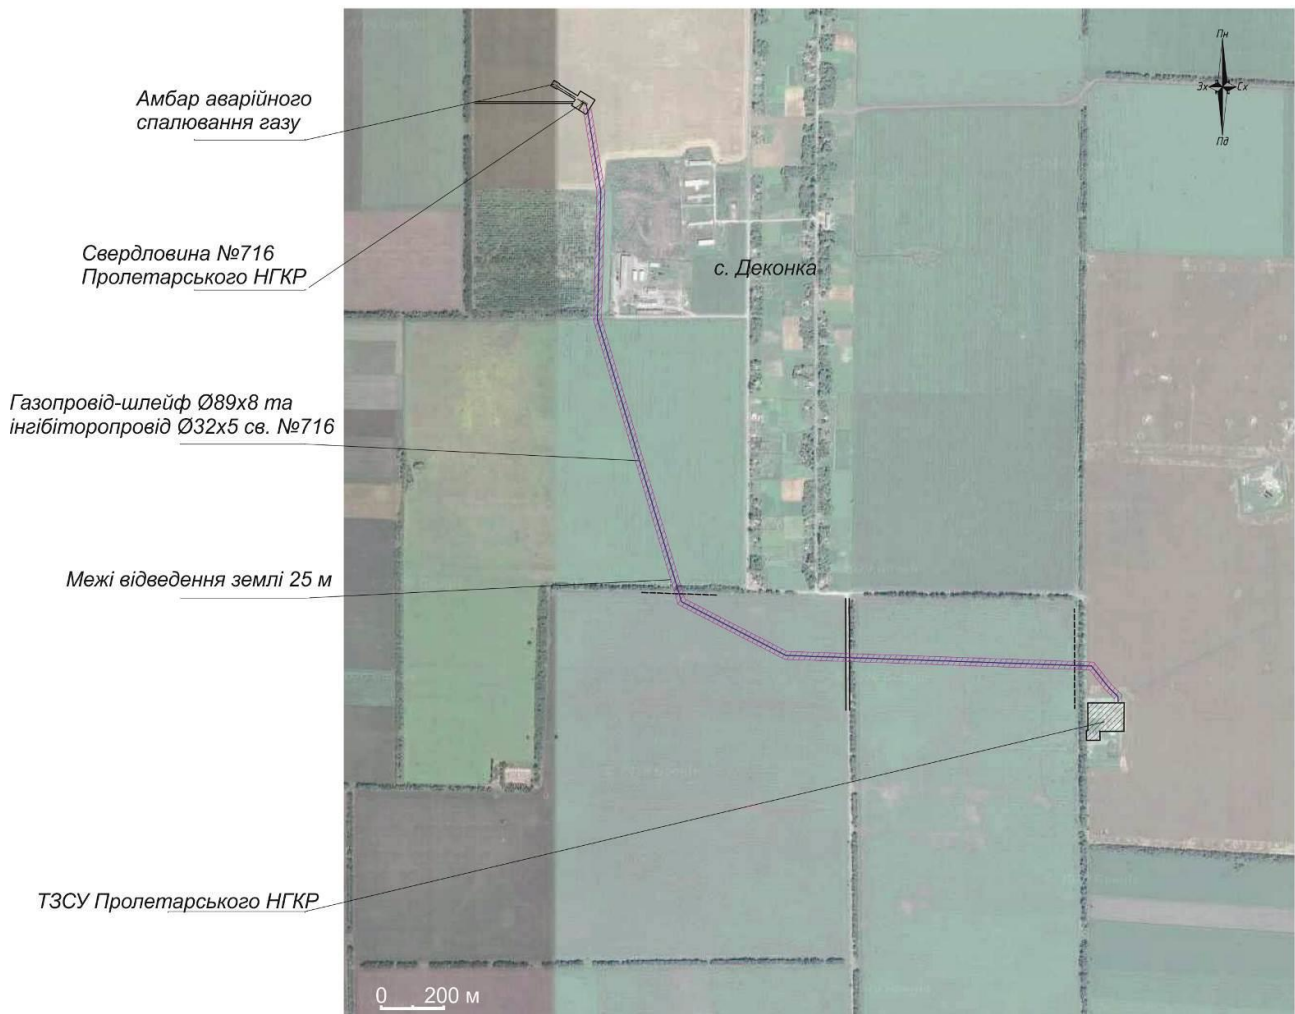 Пн
Зх Сх
Пд
Амбар аварійного
спалювання газу
Свердловина №716
Пролетарського НГКР
с. Деконка
Газопровід-шлейф Ø89х8 та
інгібіторопровід Ø32х5 св. №716
Межі відведення землі 25 м
ТЗСУ Пролетарського НГКР
0 200 м